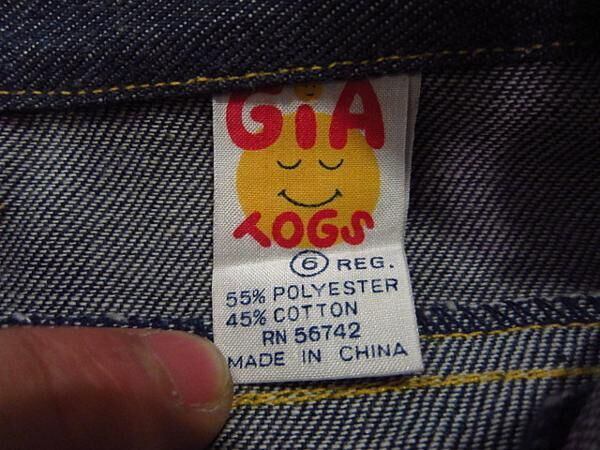 GiA
TOGS
6 REG.
55% POLYESTER
45% COTTON
RN 56742
MADE IN CHINA